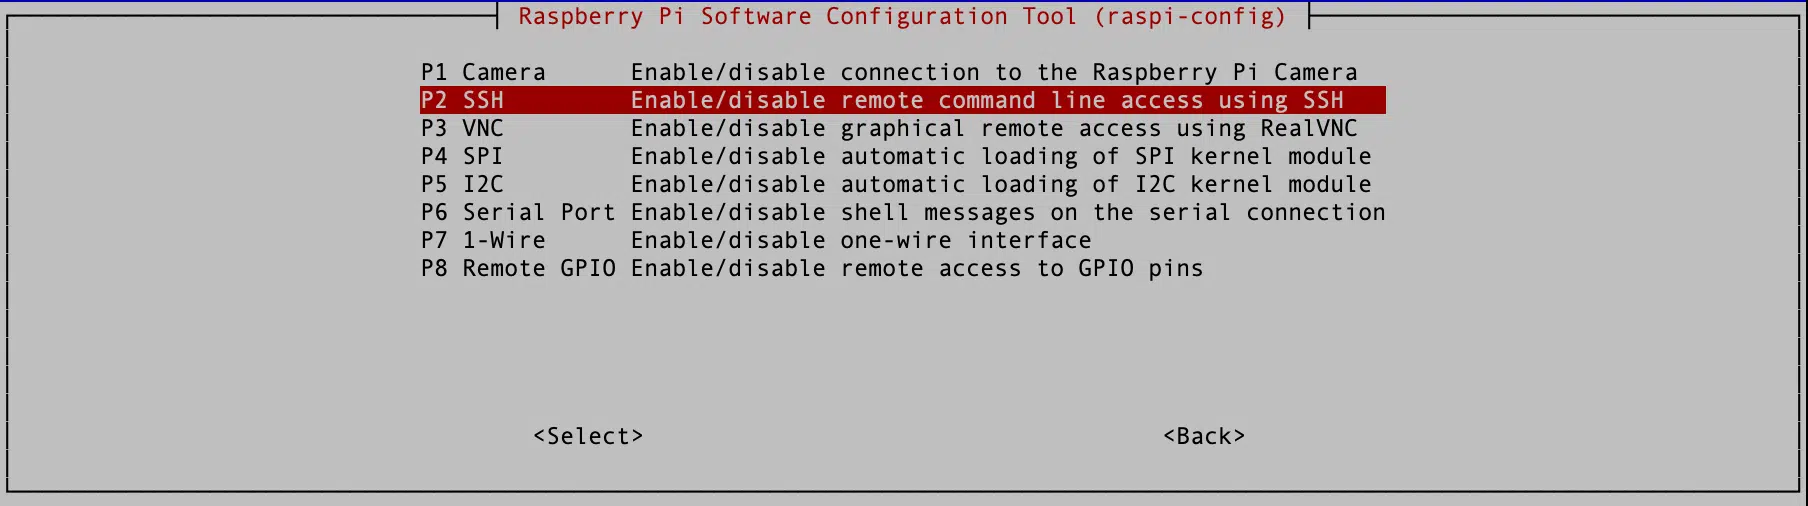 Raspberry Pi Software Configuration Tool (raspi-config)
P1 Camera Enable/disable connection to the Raspberry Pi Camera
P2 SSH Enable/disable remote command line access using SSH
P3 VNC Enable/disable graphical remote access using RealVNC
P4 SPI Enable/disable automatic loading of SPI kernel module
P5 I2C Enable/disable automatic loading of I2C kernel module
P6 Serial Port Enable/disable shell messages on the serial connection
P7 1-Wire Enable/disable one-wire interface
P8 Remote GPIO Enable/disable remote access to GPIO pins
<Select> <Back>